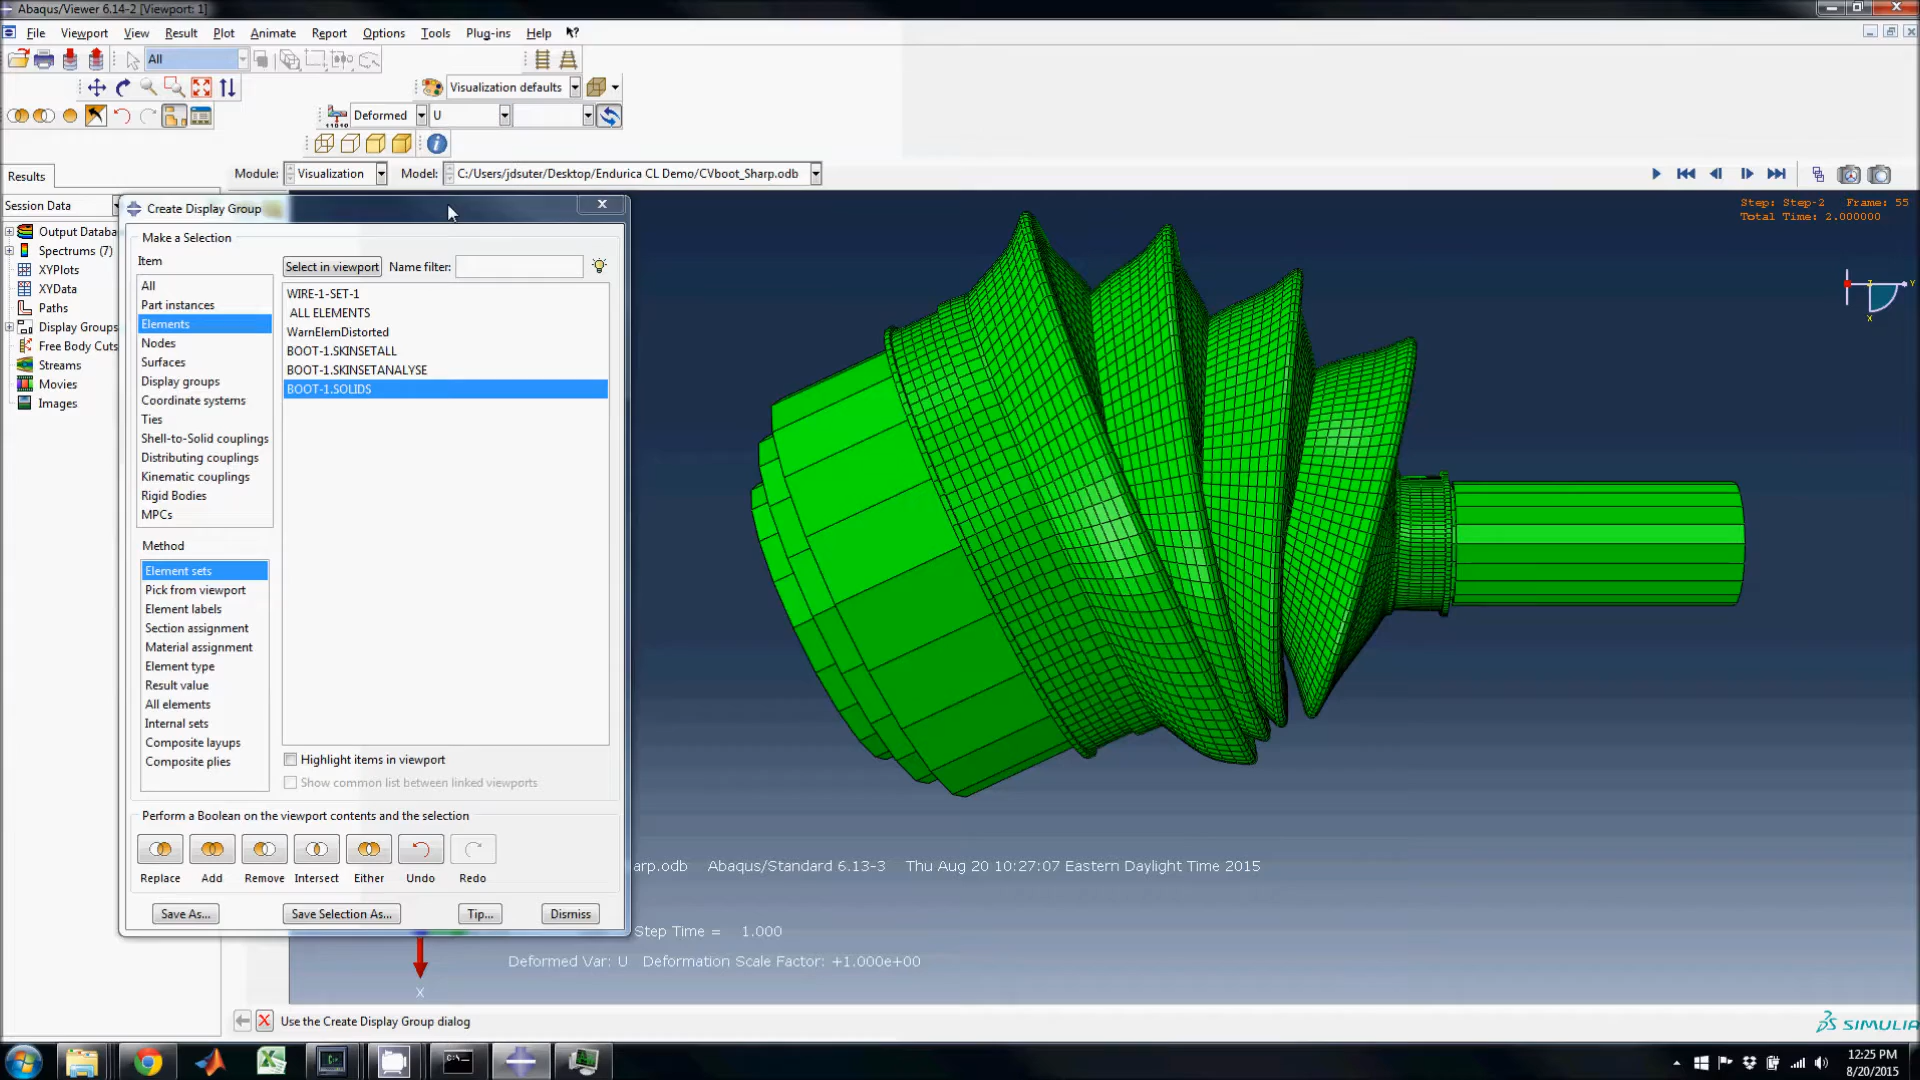 Abaqus/Viewer 6.14-2 [Viewport: 1]
File Viewport View Result Plot Animate Report Options Tools Plug-ins Help
All
Visualization defaults
Deformed U
Results
Module: Visualization Model: C:/Users/jdsuter/Desktop/Endurica CL Demo/CVboot_Sharp.odb
Session Data
Output Databa
Spectrums (7)
XYPlots
XYData
Paths
Display Groups
Free Body Cuts
Streams
Movies
Images
Create Display Group
Make a Selection
Item
All
Part instances
Elements
Nodes
Surfaces
Display groups
Coordinate systems
Ties
Shell-to-Solid couplings
Distributing couplings
Kinematic couplings
Rigid Bodies
MPCs
Method
Element sets
Pick from viewport
Element labels
Section assignment
Material assignment
Element type
Result value
All elements
Internal sets
Composite layups
Composite plies
Select in viewport Name filter:
WIRE-1-SET-1
ALL ELEMENTS
WarnElemDistorted
BOOT-1.SKINSETALL
BOOT-1.SKINSETANALYSE
BOOT-1.SOLIDS
Highlight items in viewport
Show common list between linked viewports
Perform a Boolean on the viewport contents and the selection
Replace Add Remove Intersect Either Undo Redo
Save As... Save Selection As... Tip... Dismiss
Step: Step-2 Frame: 55
Total Time: 2.000000
Y
X
arp.odb Abaqus/Standard 6.13-3 Thu Aug 20 10:27:07 Eastern Daylight Time 2015
Step Time = 1.000
Deformed Var: U Deformation Scale Factor: +1.000e+00
X
Use the Create Display Group dialog
SIMULIA
12:25 PM
8/20/2015